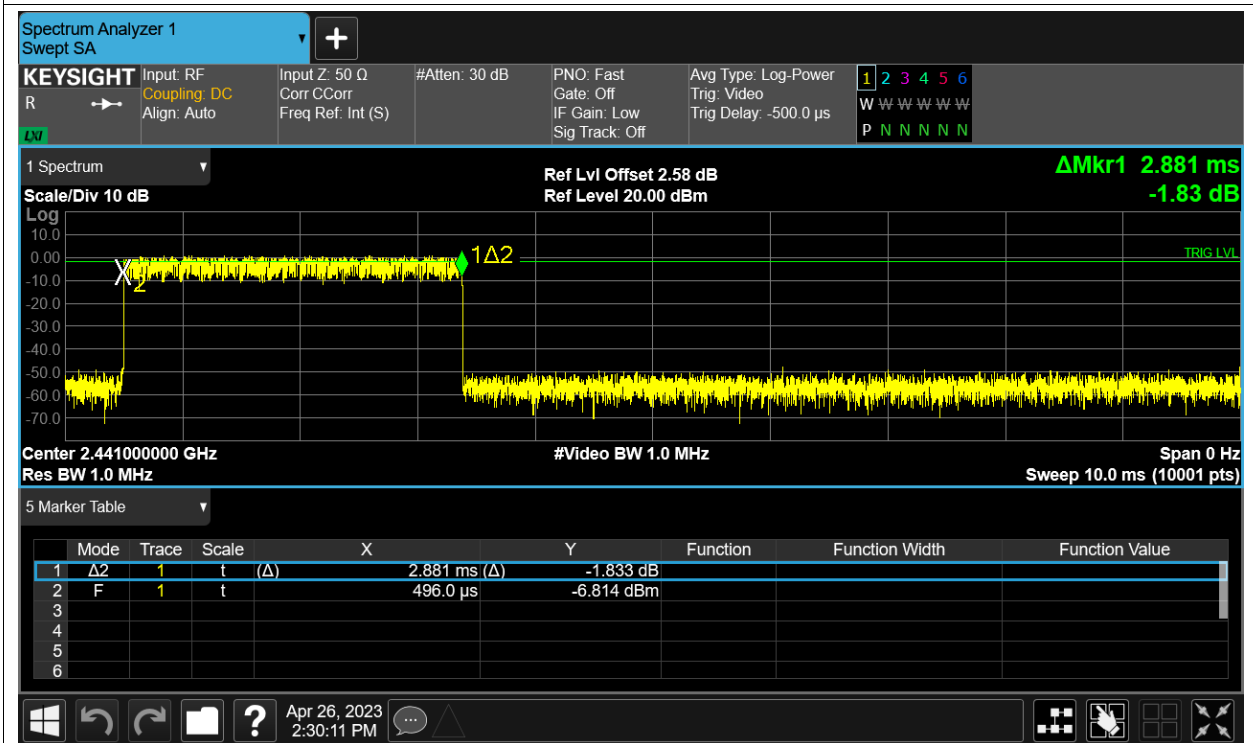 Spectrum Analyzer 1
Swept SA
+
KEYSIGHT Input: RF Input Z: 50 Ω #Atten: 30 dB PNO: Fast Avg Type: Log-Power 1 2 3 4 5 6
R Coupling: DC Corr CCorr Gate: Off Trig: Video W W W W W W
Align: Auto Freq Ref: Int (S) IF Gain: Low Trig Delay: -500.0 µs P N N N N N
LXI Sig Track: Off
1 Spectrum Ref Lvl Offset 2.58 dB ΔMkr1 2.881 ms
Scale/Div 10 dB Ref Level 20.00 dBm -1.83 dB
Log
10.0
0.00 1Δ2 TRIG LVL
-10.0 X2
-20.0
-30.0
-40.0
-50.0
-60.0
-70.0
Center 2.441000000 GHz #Video BW 1.0 MHz Span 0 Hz
Res BW 1.0 MHz Sweep 10.0 ms (10001 pts)
5 Marker Table
Mode Trace Scale X Y Function Function Width Function Value
1 Δ2 1 t (Δ) 2.881 ms (Δ) -1.833 dB
2 F 1 t 496.0 µs -6.814 dBm
3
4
5
6
? Apr 26, 2023
2:30:11 PM